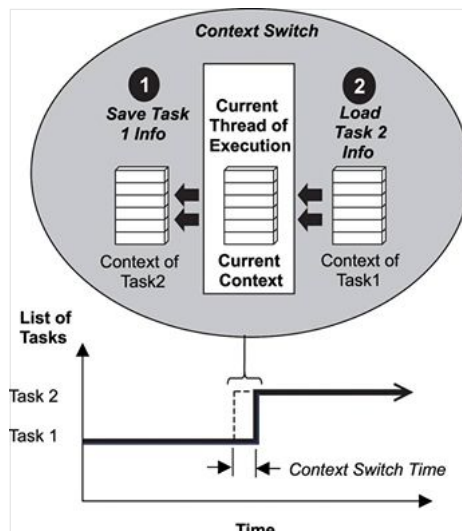 Context Switch
1
Save Task
1 Info
Current
Thread of
Execution
2
Load
Task 2
Info
Context of
Task2
Current
Context
Context of
Task1
List of
Tasks
Task 2
Task 1
Context Switch Time
Time